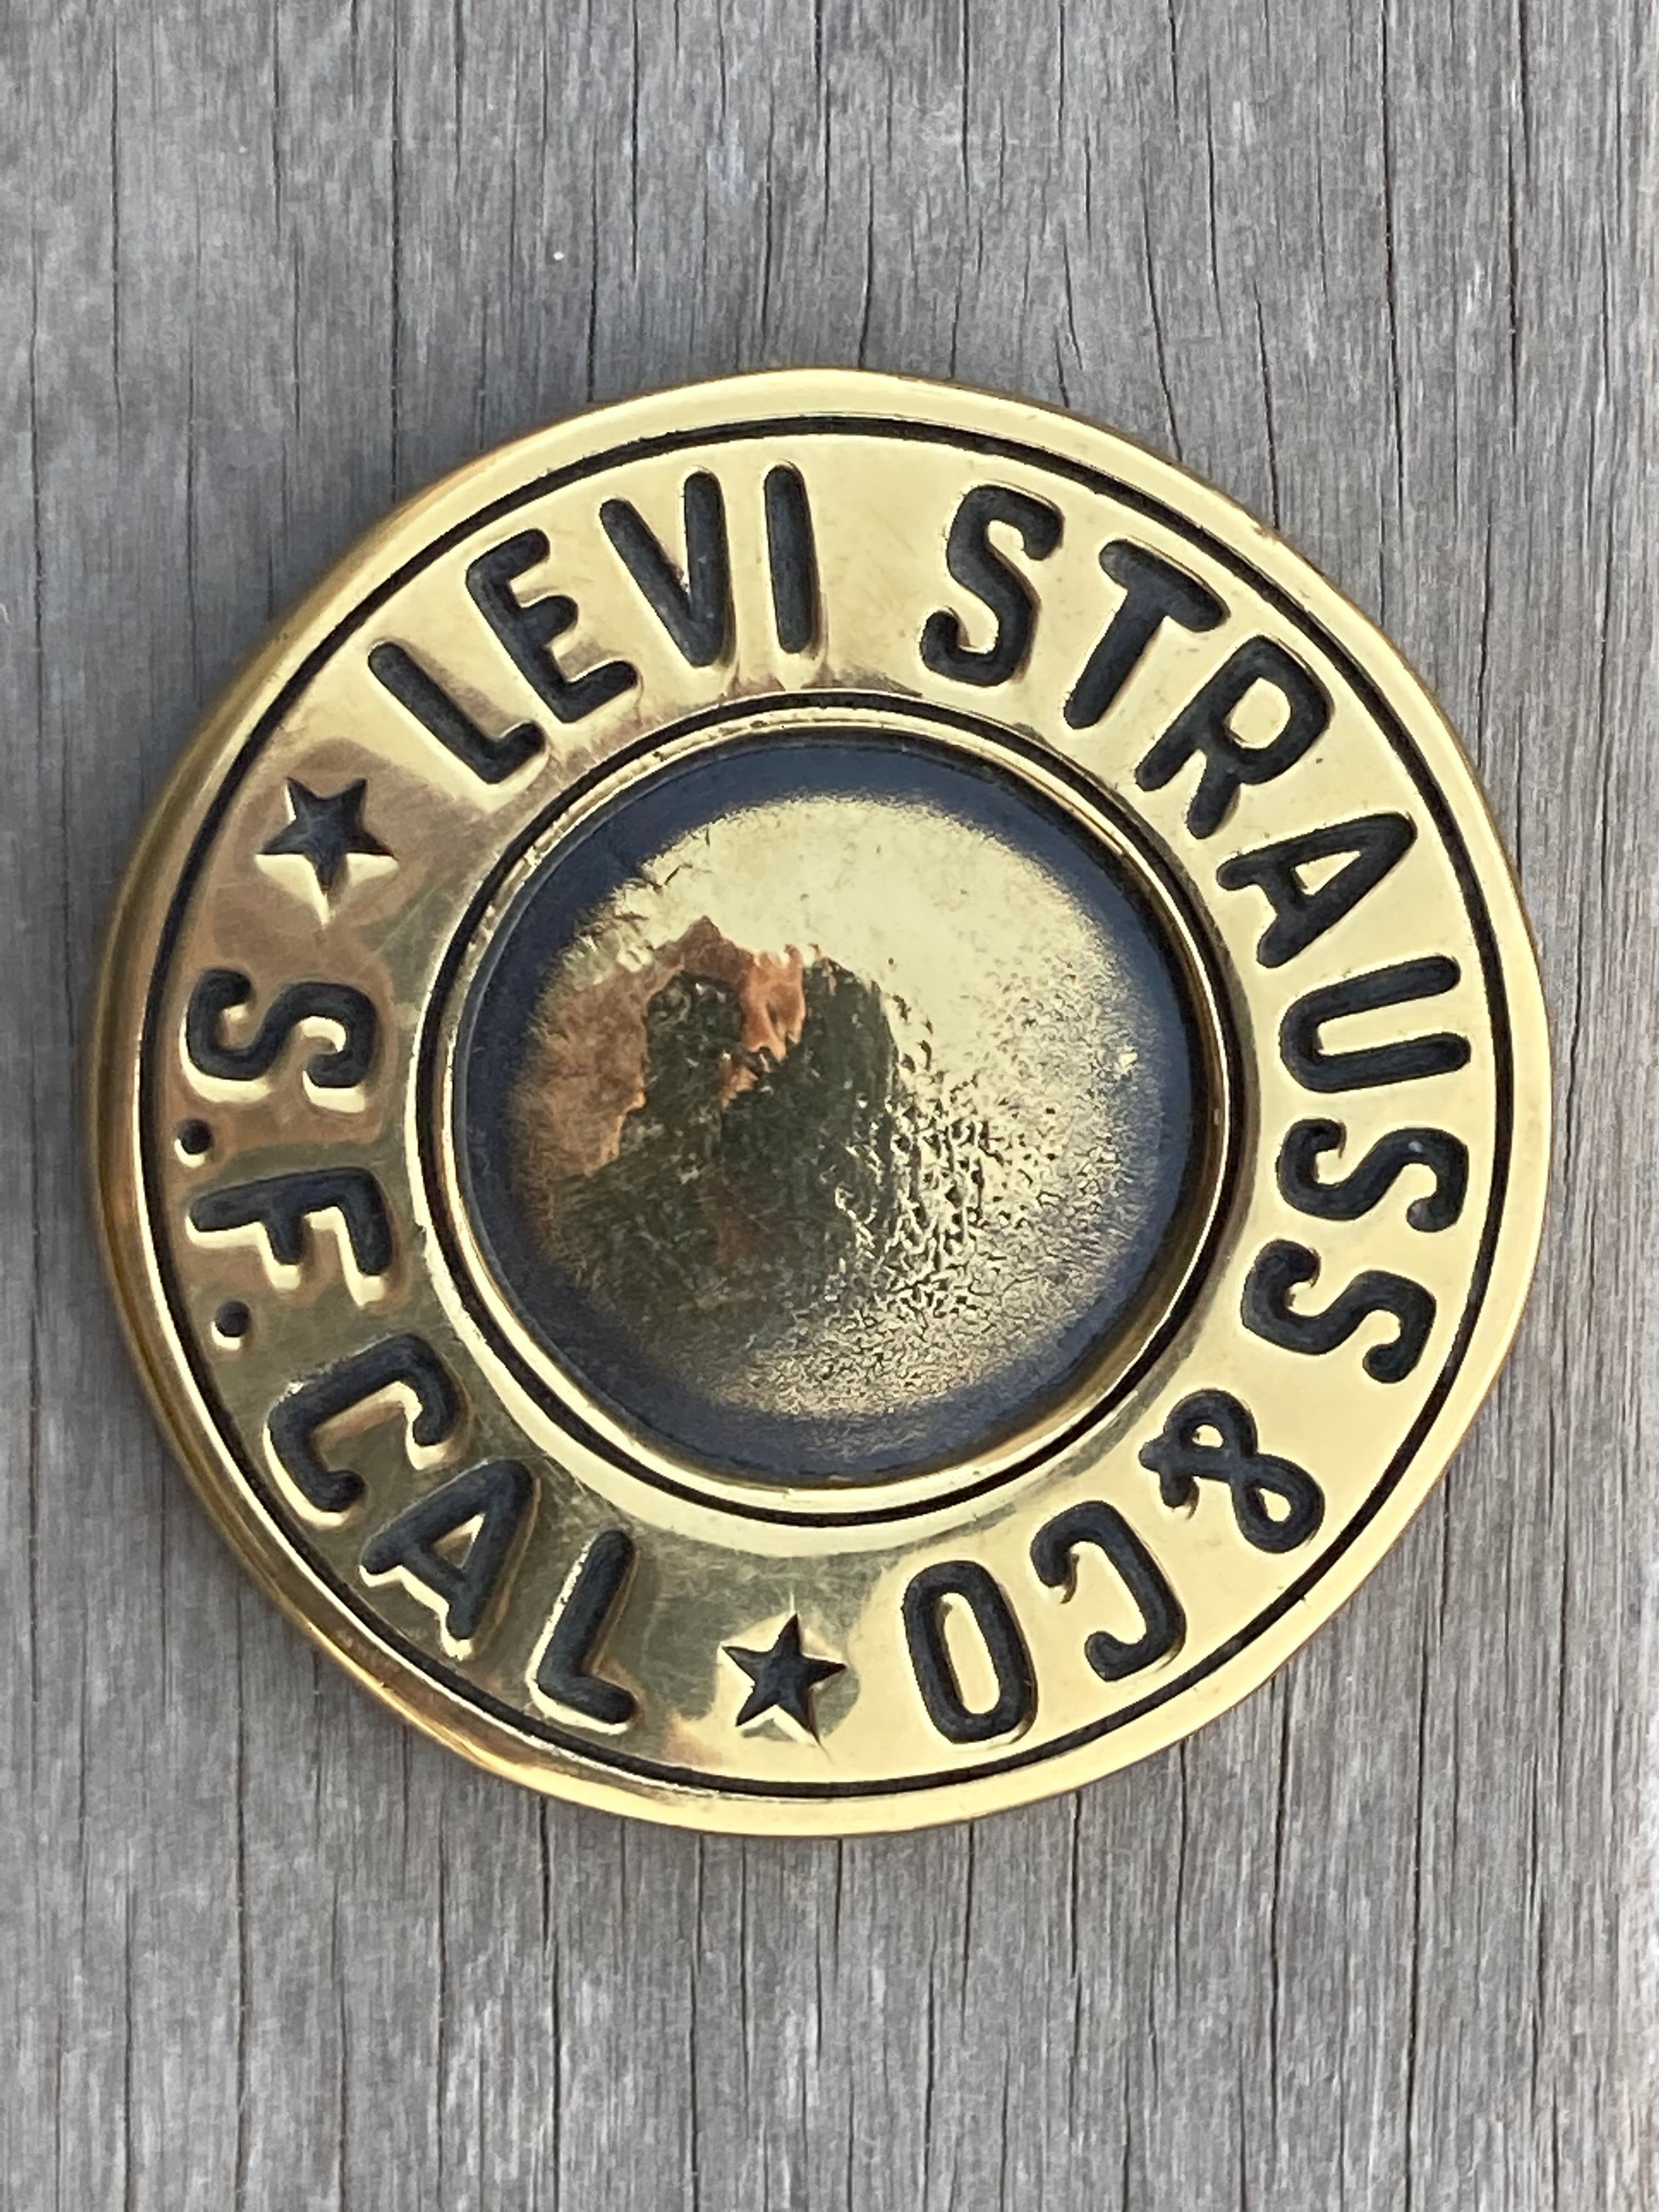 LEVI STRAUSS & CO
S.F. CAL